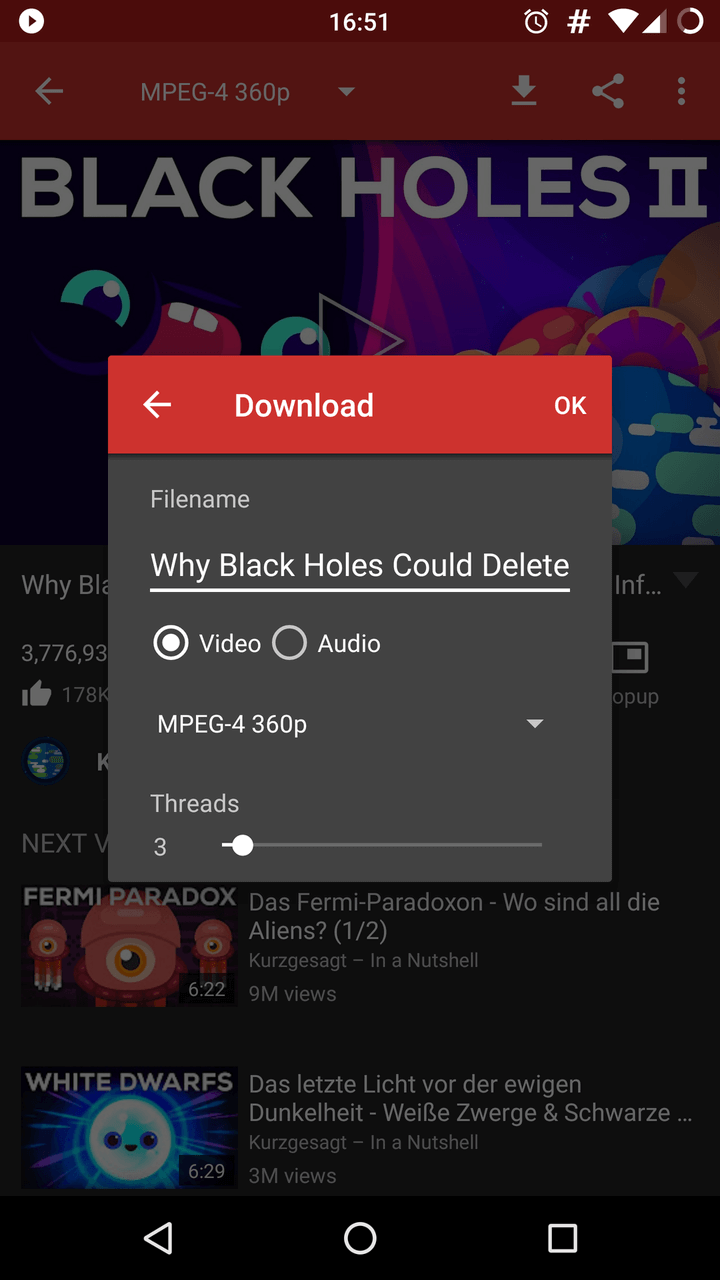 16:51
MPEG-4 360p
BLACK HOLES II
Download
OK
Filename
Why Black Holes Could Delete
Video
Audio
MPEG-4 360p
Threads
3
Inf...
3,776,93
178K
K
NEXT V
FERMI PARADOX
6:22
Das Fermi-Paradoxon - Wo sind all die
Aliens? (1/2)
Kurzgesagt – In a Nutshell
9M views
WHITE DWARFS
6:29
Das letzte Licht vor der ewigen
Dunkelheit - Weiße Zwerge & Schwarze ...
Kurzgesagt – In a Nutshell
3M views